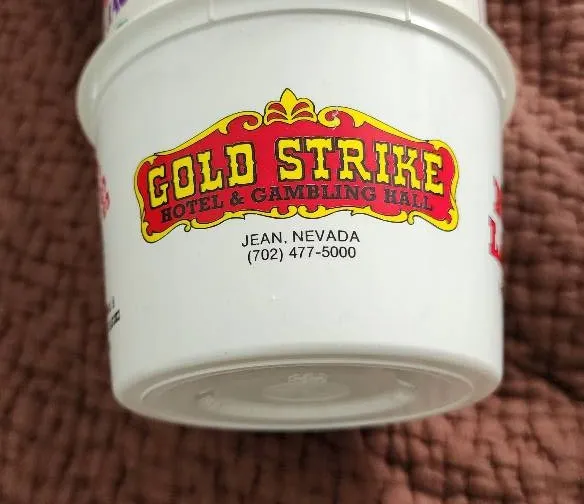 GOLD STRIKE
HOTEL & GAMBLING HALL
JEAN, NEVADA
(702) 477-5000